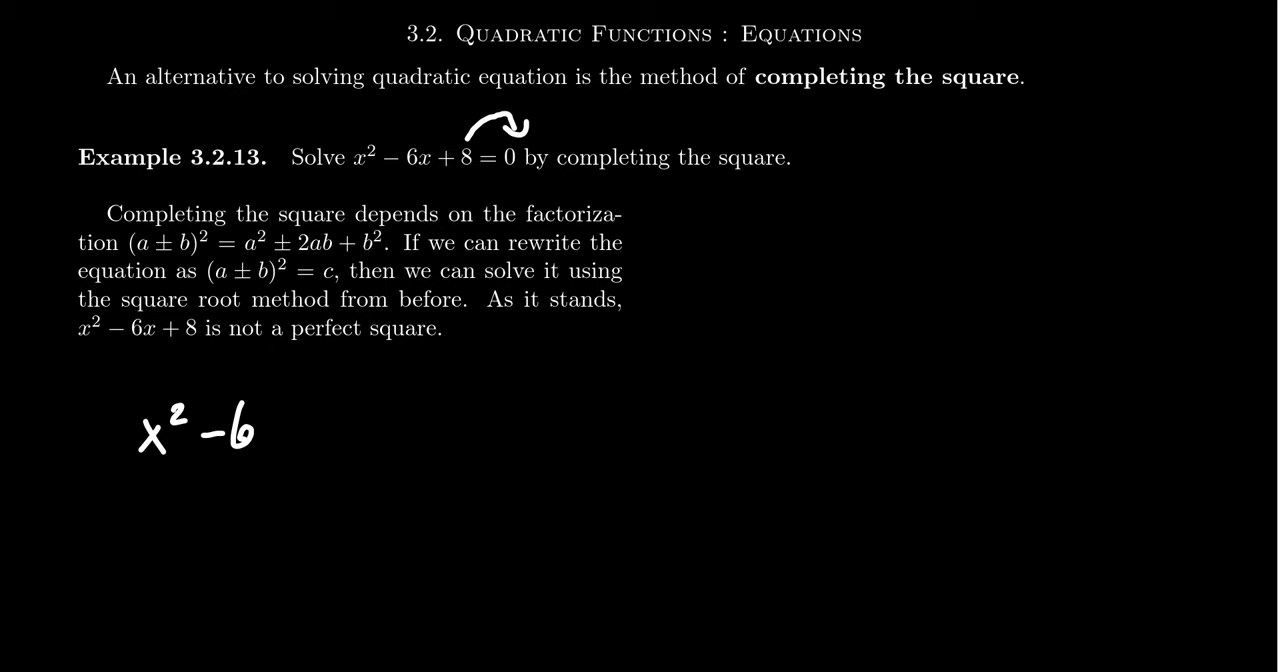 3.2. QUADRATIC FUNCTIONS : EQUATIONS
An alternative to solving quadratic equation is the method of completing the square.
Example 3.2.13. Solve x² − 6x + 8 = 0 by completing the square.
Completing the square depends on the factoriza-
tion (a ± b)² = a² ± 2ab + b². If we can rewrite the
equation as (a ± b)² = c, then we can solve it using
the square root method from before. As it stands,
x² − 6x + 8 is not a perfect square.
x² − 6